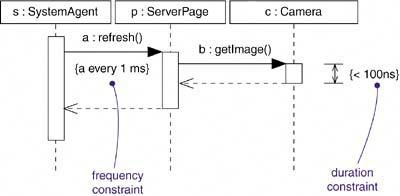 s : SystemAgent
p : ServerPage
c : Camera
a : refresh()
b : getImage()
{a every 1 ms}
{< 100ns}
frequency
constraint
duration
constraint